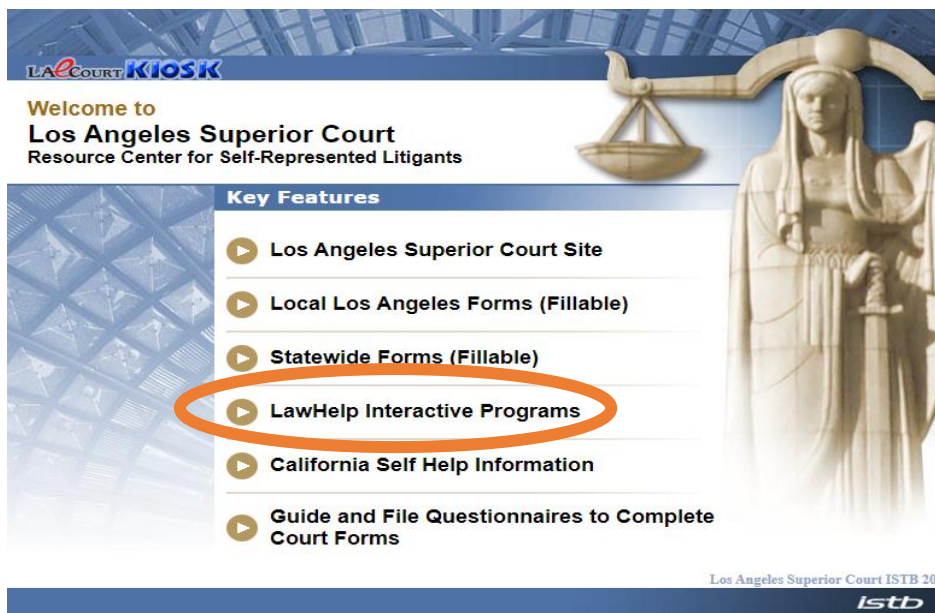 LAeCOURT KIOSK
Welcome to
Los Angeles Superior Court
Resource Center for Self-Represented Litigants
Key Features
Los Angeles Superior Court Site
Local Los Angeles Forms (Fillable)
Statewide Forms (Fillable)
LawHelp Interactive Programs
California Self Help Information
Guide and File Questionnaires to Complete
Court Forms
Los Angeles Superior Court ISTB 20
istb